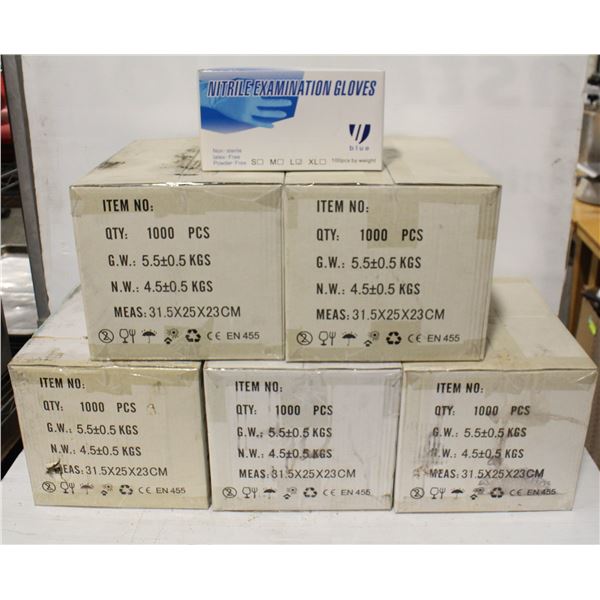 NITRILE EXAMINATION GLOVES
Non-sterile
latex-Free
Powder-Free
S M L XL
100pcs by weight
blue
ITEM NO:
QTY: 1000 PCS
G.W.: 5.5±0.5 KGS
N.W.: 4.5±0.5 KGS
MEAS: 31.5X25X23CM
CE EN 455
ITEM NO:
QTY: 1000 PCS
G.W.: 5.5±0.5 KGS
N.W.: 4.5±0.5 KGS
MEAS: 31.5X25X23CM
CE EN 455
ITEM NO:
QTY: 1000 PCS
G.W.: 5.5±0.5 KGS
N.W.: 4.5±0.5 KGS
MEAS: 31.5X25X23CM
CE EN 455
ITEM NO:
QTY: 1000 PCS
G.W.: 5.5±0.5 KGS
N.W.: 4.5±0.5 KGS
MEAS: 31.5X25X23CM
CE EN 455
ITEM NO:
QTY: 1000 PCS
G.W.: 5.5±0.5 KGS
N.W.: 4.5±0.5 KGS
MEAS: 31.5X25X23CM
CE EN 455